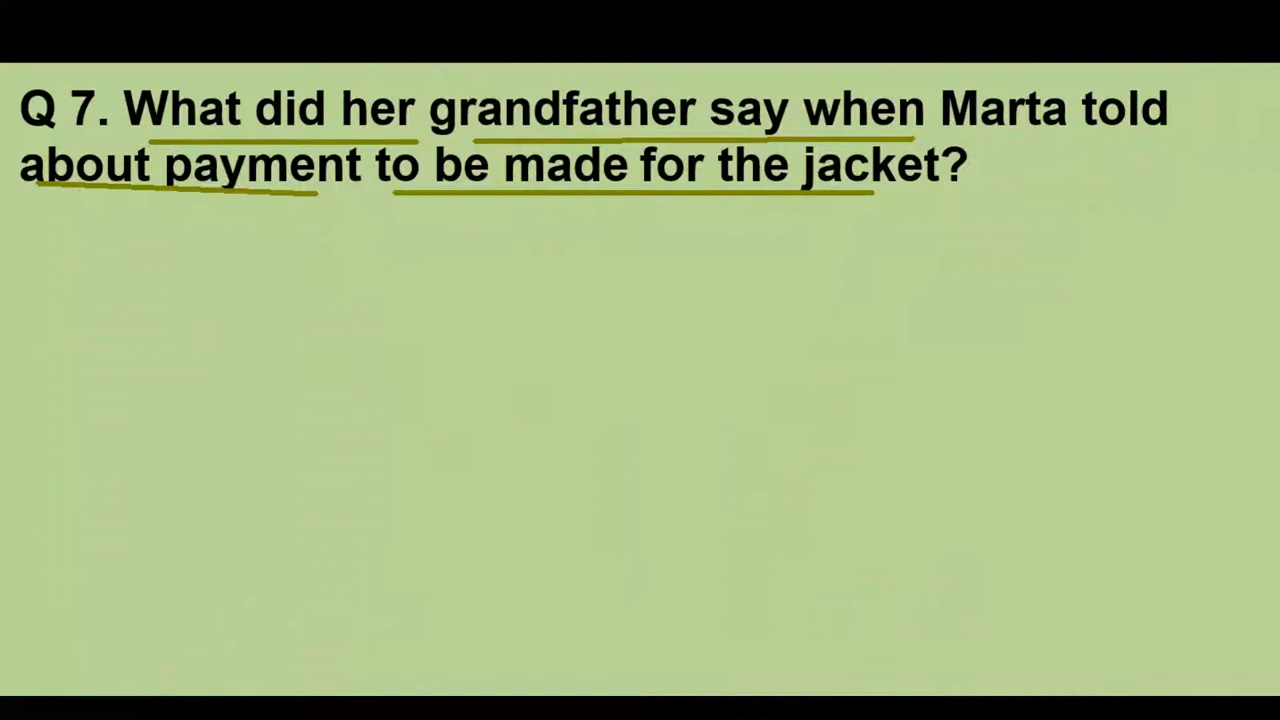 Q 7. What did her grandfather say when Marta told
about payment to be made for the jacket?